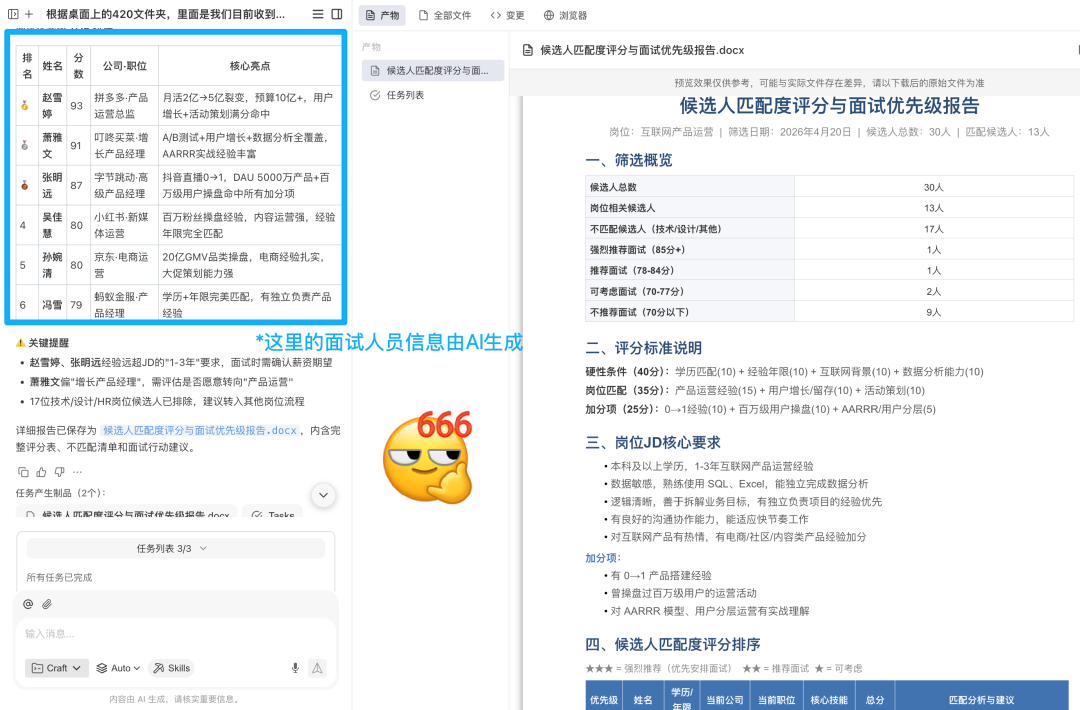 根据桌面上的420文件夹，里面是我们目前收到...
产物
全部文件
变更
浏览器
排名 姓名 分数 公司·职位 核心亮点
赵雪婷 93 拼多多·产品运营总监 月活2亿→5亿裂变，预算10亿+，用户增长+活动策划满分命中
萧雅文 91 叮咚买菜·增长产品经理 A/B测试+用户增长+数据分析全覆盖，AARRR实战经验丰富
张明远 87 字节跳动·高级产品经理 抖音直播0→1，DAU 5000万产品+百万级用户操盘命中所有加分项
4 吴佳慧 80 小红书·新媒体运营 百万粉丝操盘经验，内容运营强，经验年限完全匹配
5 孙婉清 80 京东·电商运营 20亿GMV品类操盘，电商经验扎实，大促策划能力强
6 冯雪 79 蚂蚁金服·产品经理 学历+年限完美匹配，有独立负责产品经验
*这里的面试人员信息由AI生成
⚠️ 关键提醒
• 赵雪婷、张明远经验远超JD的"1-3年"要求，面试时需确认薪资期望
• 萧雅文偏"增长产品经理"，需评估是否愿意转向"产品运营"
• 17位技术/设计/HR岗位候选人已排除，建议转入其他岗位流程
详细报告已保存为 候选人匹配度评分与面试优先级报告.docx，内含完
整评分表、不匹配清单和面试行动建议。
任务产生制品（2个）：
候选人匹配度评分与面试优先级报告.docx
Tasks
任务列表 3/3
所有任务已完成
@
输入消息...
Craft
Auto
Skills
内容由 AI 生成，请核实重要信息。
产物
候选人匹配度评分与面...
任务列表
666
候选人匹配度评分与面试优先级报告.docx
预览效果仅供参考，可能与实际文件存在差异，请以下载后的原始文件为准
候选人匹配度评分与面试优先级报告
岗位：互联网产品运营 | 筛选日期：2026年4月20日 | 候选人总数：30人 | 匹配候选人：13人
一、筛选概览
候选人总数 30人
岗位相关候选人 13人
不匹配候选人（技术/设计/其他） 17人
强烈推荐面试（85分+） 1人
推荐面试（78-84分） 1人
可考虑面试（70-77分） 2人
不推荐面试（70分以下） 9人
二、评分标准说明
硬性条件（40分）：学历匹配(10) + 经验年限(10) + 互联网背景(10) + 数据分析能力(10)
岗位匹配（35分）：产品运营经验(15) + 用户增长/留存(10) + 活动策划(10)
加分项（25分）：0→1经验(10) + 百万级用户操盘(10) + AARRR/用户分层(5)
三、岗位JD核心要求
• 本科及以上学历，1-3年互联网产品运营经验
• 数据敏感，熟练使用 SQL、Excel，能独立完成数据分析
• 逻辑清晰，善于拆解业务目标，有独立负责项目的经验优先
• 有良好的沟通协作能力，能适应快节奏工作
• 对互联网产品有热情，有电商/社区/内容类产品经验加分
加分项：
• 有 0→1 产品搭建经验
• 曾操盘过百万级用户的运营活动
• 对 AARRR 模型、用户分层运营有实战理解
四、候选人匹配度评分排序
★★★ = 强烈推荐（优先安排面试） ★★ = 推荐面试 ★ = 可考虑
优先级 姓名 学历/年限 当前公司 当前职位 核心技能 总分 匹配分析与建议